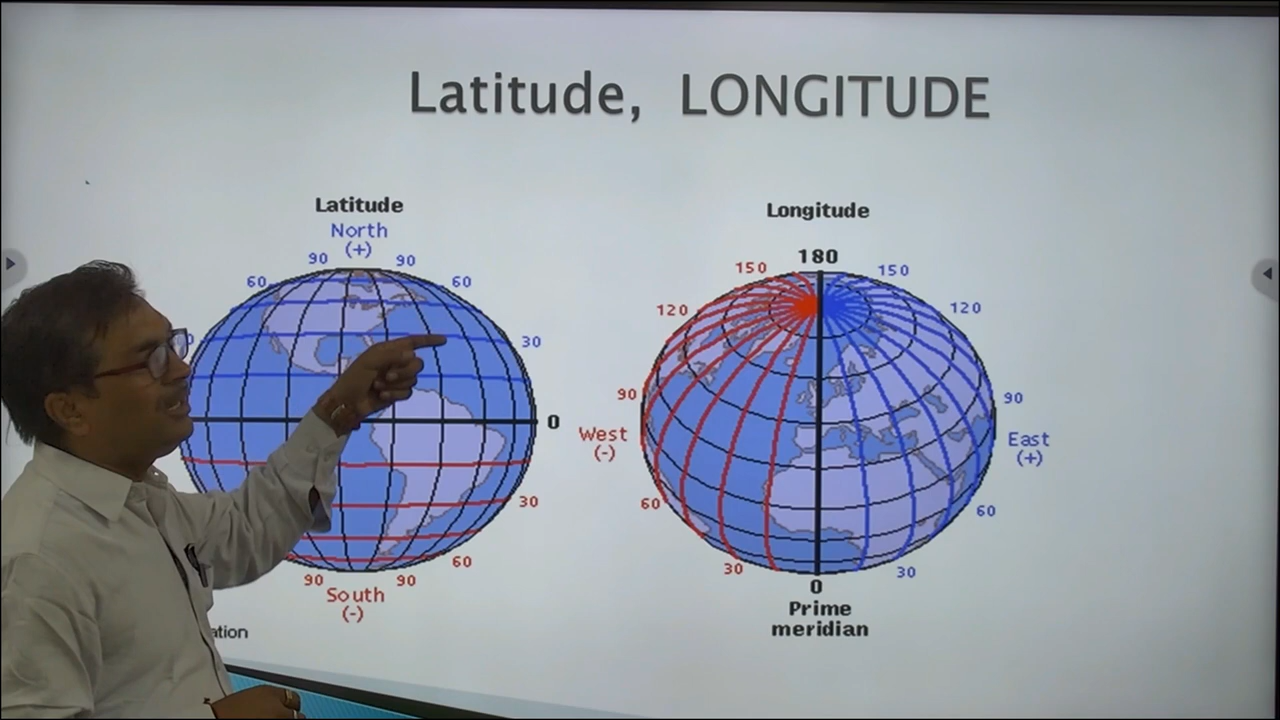 Latitude, LONGITUDE
Latitude
North
(+)
90 90
60 60
30
0
30
60
90 90
South
(-)
ation
Longitude
180
150 150
120 120
90 90
West
(-)
East
(+)
60 60
30 30
0
Prime
meridian